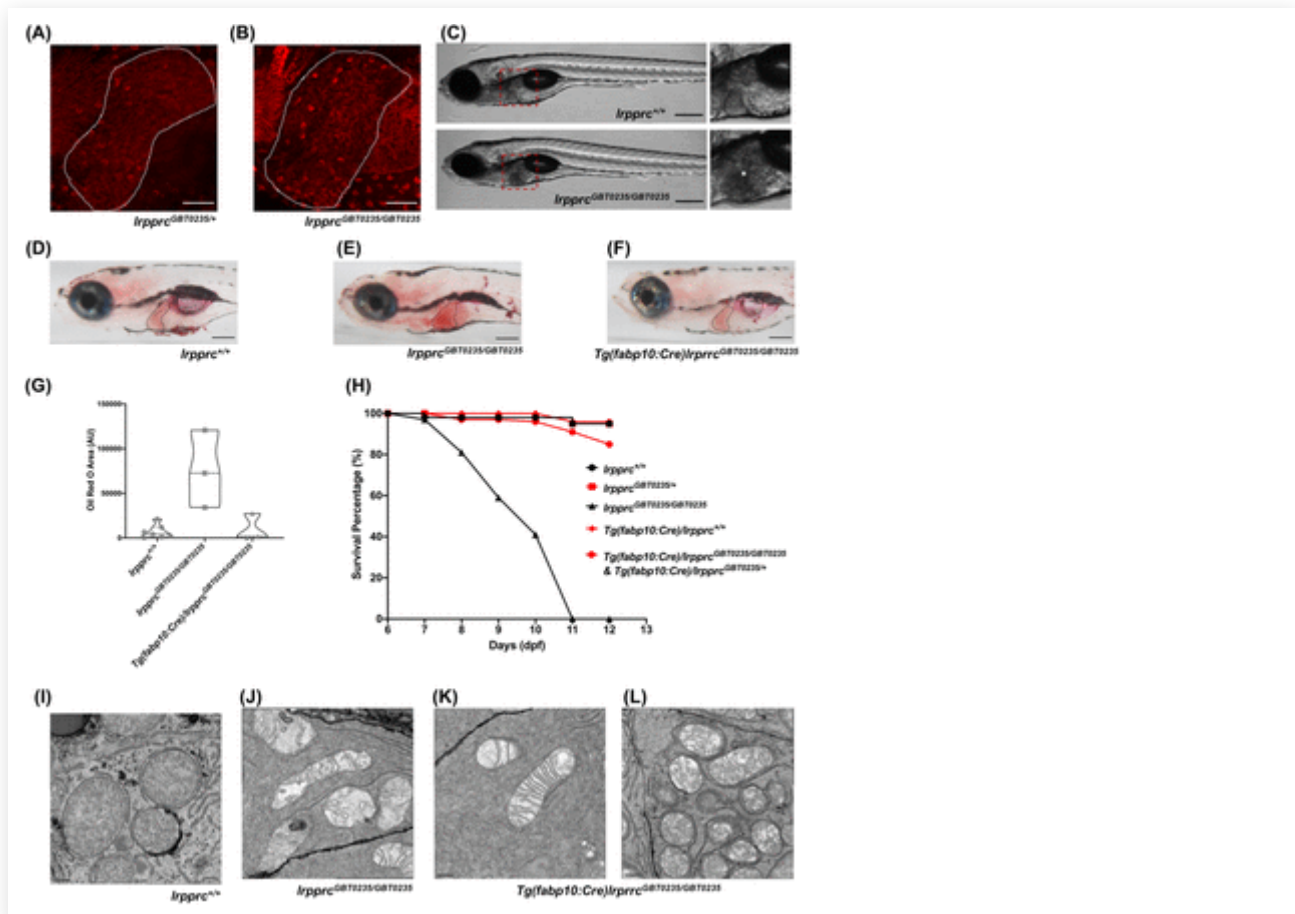 (A)
(B)
(C)
lrpprc^GBT0235/+
lrpprc^GBT0235/GBT0235
lrpprc^+/+
lrpprc^GBT0235/GBT0235
(D)
(E)
(F)
lrpprc^+/+
lrpprc^GBT0235/GBT0235
Tg(fabp10:Cre)lrprrc^GBT0235/GBT0235
(G)
Oil Red O Area (AU)
150000
100000
50000
0
lrpprc^+/+
lrpprc^GBT0235/GBT0235
Tg(fabp10:Cre)/lrpprc^GBT0235/GBT0235
(H)
Survival Percentage (%)
100
80
60
40
20
0
6 7 8 9 10 11 12 13
Days (dpf)
lrpprc^+/+
lrpprc^GBT0235/+
lrpprc^GBT0235/GBT0235
Tg(fabp10:Cre)/lrpprc^+/+
Tg(fabp10:Cre)/lrpprc^GBT0235/GBT0235
& Tg(fabp10:Cre)/lrpprc^GBT0235/+
(I)
(J)
(K)
(L)
lrpprc^+/+
lrpprc^GBT0235/GBT0235
Tg(fabp10:Cre)lrprrc^GBT0235/GBT0235